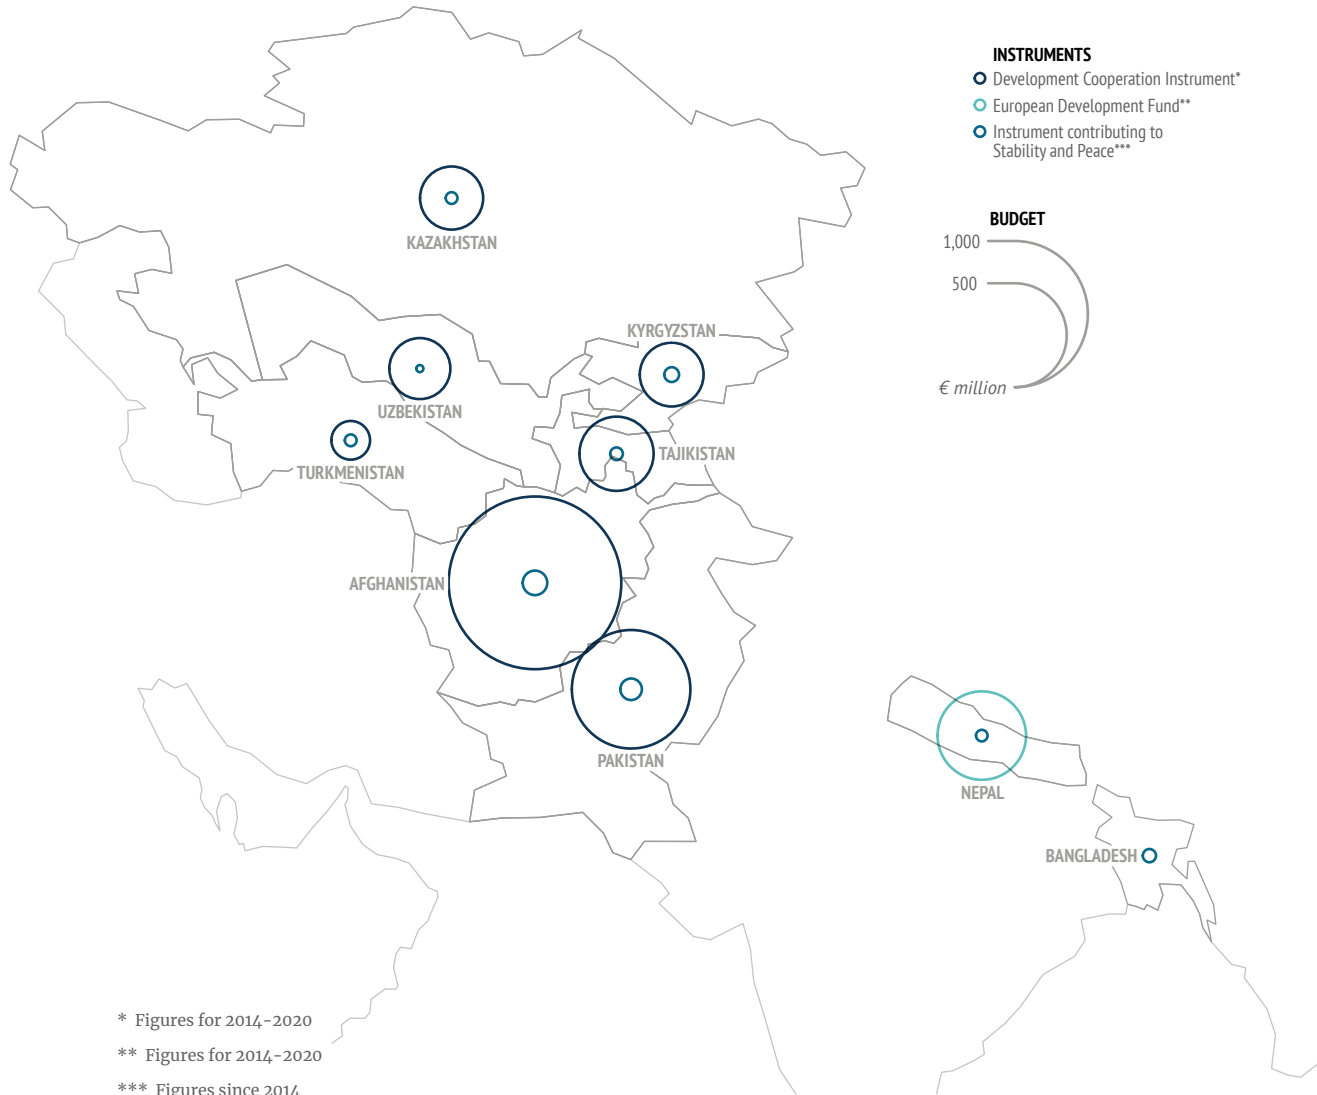 INSTRUMENTS
Development Cooperation Instrument*
European Development Fund**
Instrument contributing to
Stability and Peace***
BUDGET
1,000
500
€ million
KAZAKHSTAN
KYRGYZSTAN
UZBEKISTAN
TAJIKISTAN
TURKMENISTAN
AFGHANISTAN
PAKISTAN
NEPAL
BANGLADESH
* Figures for 2014-2020
** Figures for 2014-2020
*** Figures since 2014